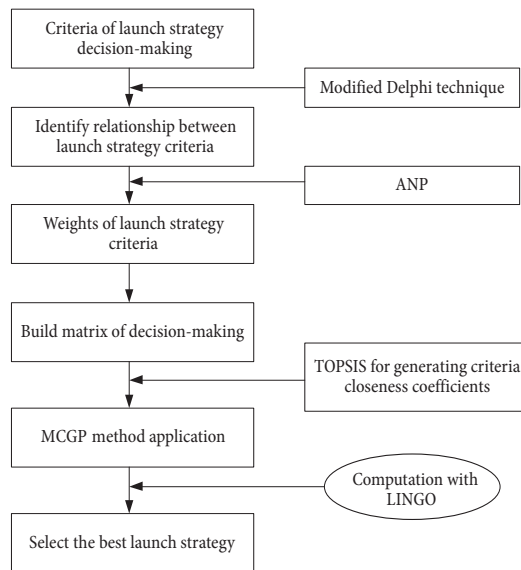 Criteria of launch strategy
decision-making
Modified Delphi technique
Identify relationship between
launch strategy criteria
ANP
Weights of launch strategy
criteria
Build matrix of decision-making
TOPSIS for generating criteria
closeness coefficients
MCGP method application
Computation with
LINGO
Select the best launch strategy